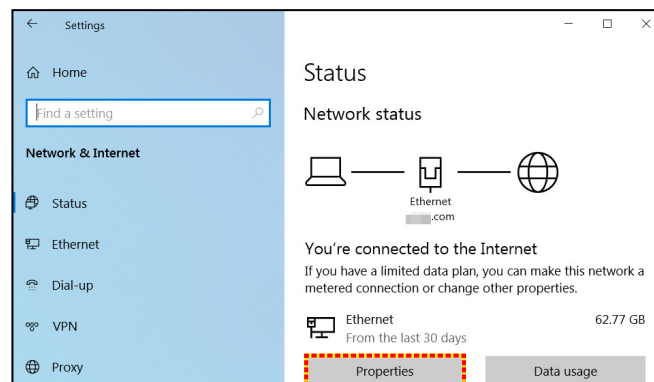 Settings
Home
Find a setting
Network & Internet
Status
Ethernet
Dial-up
VPN
Proxy
Status
Network status
Ethernet
.com
You're connected to the Internet
If you have a limited data plan, you can make this network a
metered connection or change other properties.
Ethernet 62.77 GB
From the last 30 days
Properties Data usage